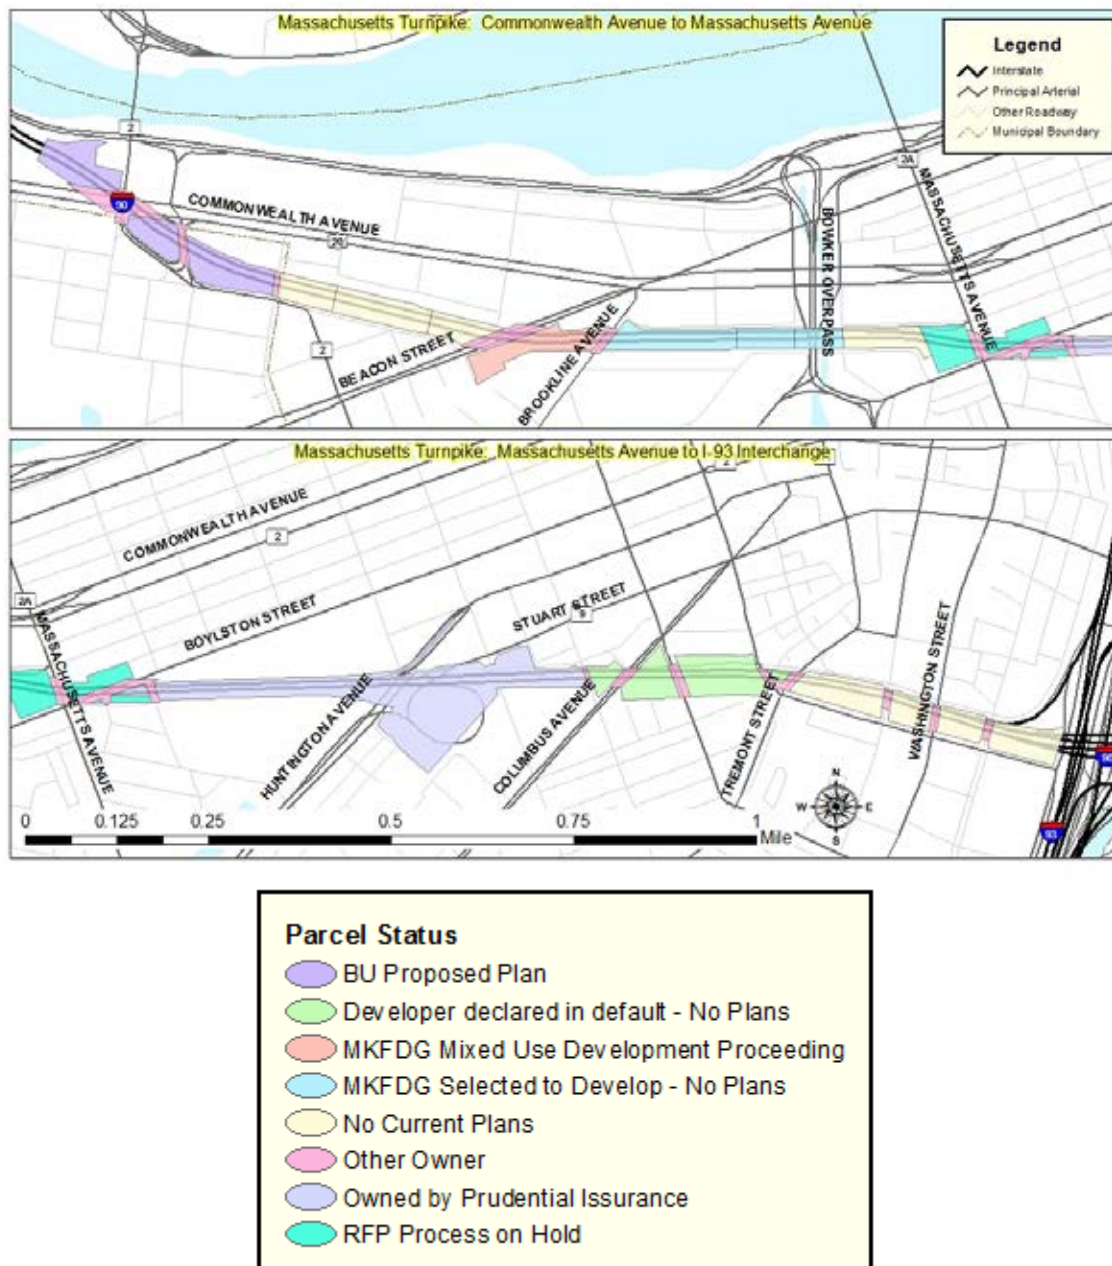 Massachusetts Turnpike: Commonwealth Avenue to Massachusetts Avenue
Legend
Interstate
Principal Arterial
Other Roadway
Municipal Boundary
2
2A
90
COMMONWEALTH AVENUE
20
MASSACHUSETTS AVENUE
BOWKER OVERPASS
2
BEACON STREET
BROOKLINE AVENUE
Massachusetts Turnpike: Massachusetts Avenue to I-93 Interchange
2
COMMONWEALTH AVENUE
2
2A
BOYLSTON STREET
STUART STREET
9
MASSACHUSETTS AVENUE
HUNTINGTON AVENUE
COLUMBUS AVENUE
TREMONT STREET
WASHINGTON STREET
90
N
W E
S
93
0 0.125 0.25 0.5 0.75 1
Mile
Parcel Status
BU Proposed Plan
Developer declared in default - No Plans
MKFDG Mixed Use Development Proceeding
MKFDG Selected to Develop - No Plans
No Current Plans
Other Owner
Owned by Prudential Issurance
RFP Process on Hold